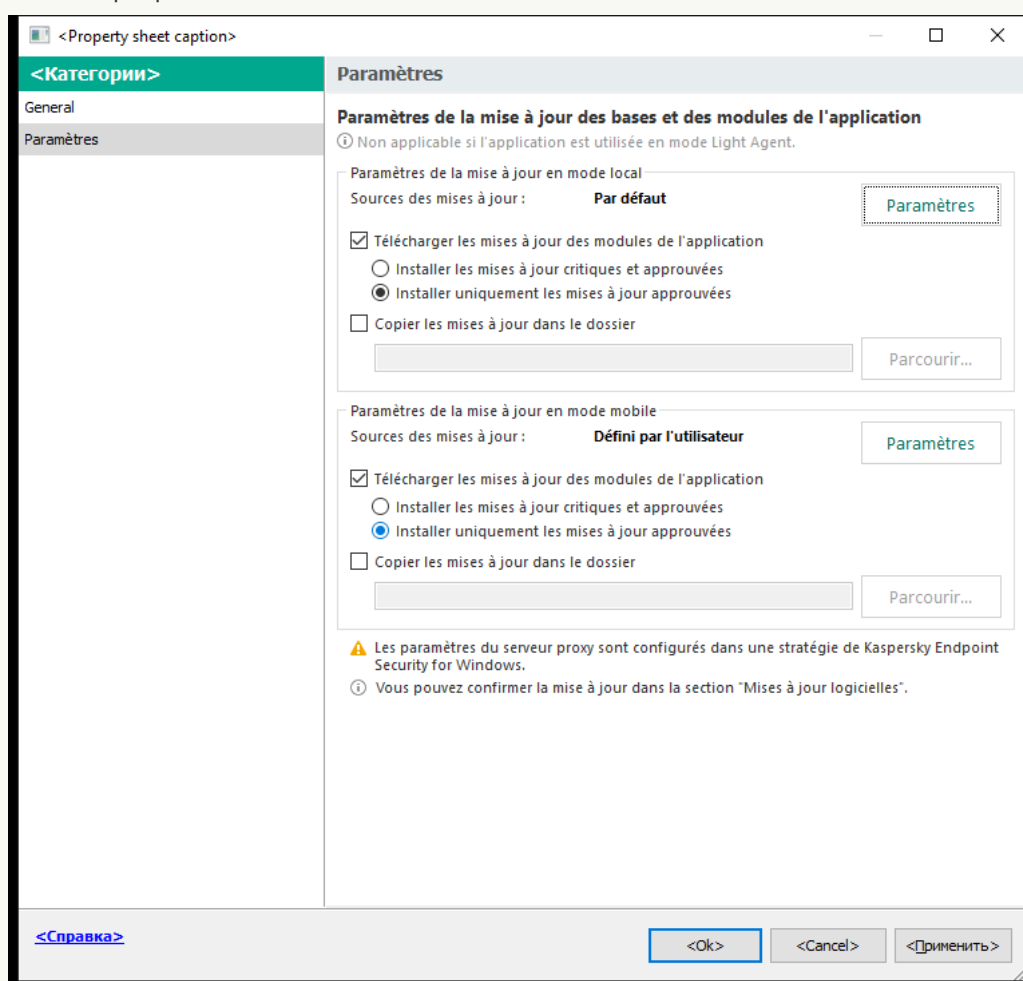 <Property sheet caption>
<Категории>
General
Paramètres
Paramètres
Paramètres de la mise à jour des bases et des modules de l'application
Non applicable si l'application est utilisée en mode Light Agent.
Paramètres de la mise à jour en mode local
Sources des mises à jour : Par défaut
Paramètres
Télécharger les mises à jour des modules de l'application
Installer les mises à jour critiques et approuvées
Installer uniquement les mises à jour approuvées
Copier les mises à jour dans le dossier
Parcourir...
Paramètres de la mise à jour en mode mobile
Sources des mises à jour : Défini par l'utilisateur
Paramètres
Télécharger les mises à jour des modules de l'application
Installer les mises à jour critiques et approuvées
Installer uniquement les mises à jour approuvées
Copier les mises à jour dans le dossier
Parcourir...
Les paramètres du serveur proxy sont configurés dans une stratégie de Kaspersky Endpoint
Security for Windows.
Vous pouvez confirmer la mise à jour dans la section "Mises à jour logicielles".
<Справка>
<Ok>
<Cancel>
<Применить>